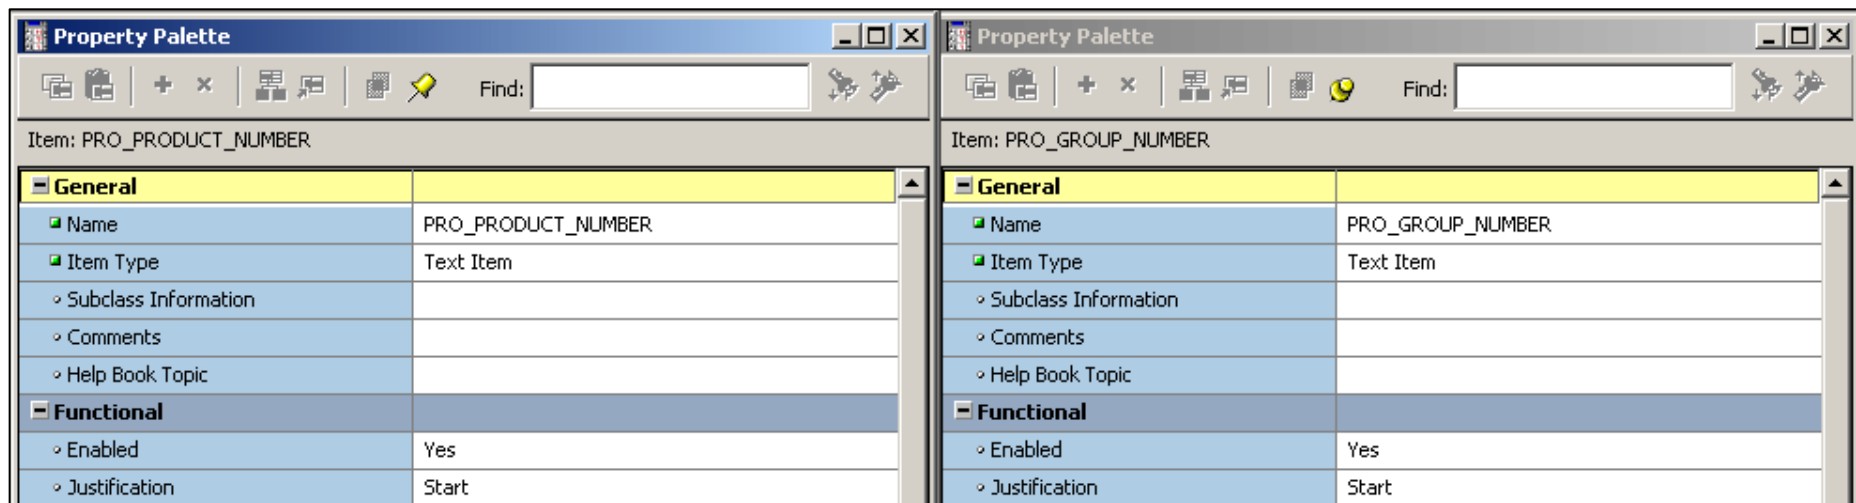 Property Palette
Find:
Item: PRO_PRODUCT_NUMBER
General
Name PRO_PRODUCT_NUMBER
Item Type Text Item
Subclass Information
Comments
Help Book Topic
Functional
Enabled Yes
Justification Start
Property Palette
Find:
Item: PRO_GROUP_NUMBER
General
Name PRO_GROUP_NUMBER
Item Type Text Item
Subclass Information
Comments
Help Book Topic
Functional
Enabled Yes
Justification Start